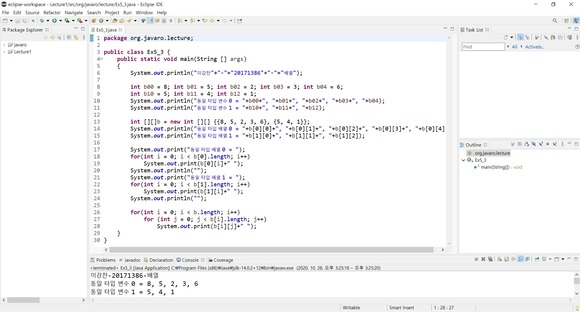 eclipse-workspace - Lecture1/src/org/javaro/lecture/Ex5_3.java - Eclipse IDE
File Edit Source Refactor Navigate Search Project Run Window Help
Package Explorer
javaro
Lecture1
Ex5_3.java
1 package org.javaro.lecture;
2
3 public class Ex5_3 {
4 public static void main(String [] args)
5 {
6 System.out.println("이강찬"+"-"+"20171386"+"-"+"배열");
7
8 int b00 = 8; int b01 = 5; int b02 = 2; int b03 = 3; int b04 = 6;
9 int b10 = 5; int b11 = 4; int b12 = 1;
10 System.out.println("동일 타입 변수 0 = "+b00+", "+b01+", "+b02+", "+b03+", "+b04);
11 System.out.println("동일 타입 변수 1 = "+b10+", "+b11+", "+b12);
12
13 int [][]b = new int [][] {{8, 5, 2, 3, 6}, {5, 4, 1}};
14 System.out.println("동일 타입 배열 0 = "+b[0][0]+", "+b[0][1]+", "+b[0][2]+", "+b[0][3]+", "+b[0][4]
15 System.out.println("동일 타입 배열 1 = "+b[1][0]+", "+b[1][1]+", "+b[1][2]);
16
17 System.out.print("동일 타입 배열 0 = ");
18 for(int i = 0; i < b[0].length; i++)
19 System.out.print(b[0][i]+" ");
20 System.out.println("");
21 System.out.print("동일 타입 배열 1 = ");
22 for(int i = 0; i < b[1].length; i++)
23 System.out.print(b[1][i]+" ");
24 System.out.println("");
25
26 for(int i = 0; i < b.length; i++)
27 for (int j = 0; j < b[i].length; j++)
28 System.out.print(b[i][j]+" ");
29 }
30 }
Task List
Find
All
Activate...
Outline
org.javaro.lecture
Ex5_3
main(String[]) : void
Problems Javadoc Declaration Console Coverage
<terminated> Ex5_3 [Java Application] C:\Program Files\Java\jdk-14.0.2+12\bin\javaw.exe (2020. 10. 28. 오후 3:25:18 – 오후 3:25:20)
이강찬-20171386-배열
동일 타입 변수 0 = 8, 5, 2, 3, 6
동일 타입 변수 1 = 5, 4, 1
Writable
Smart Insert
1 : 28 : 27